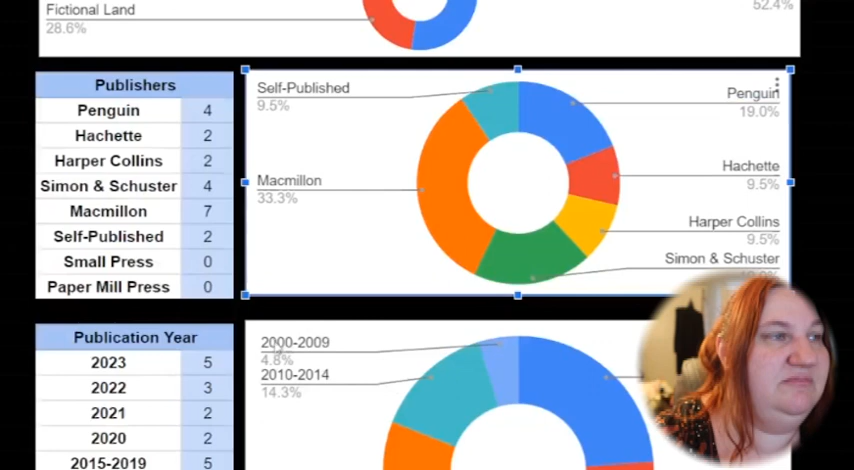 Fictional Land
28.6%
52.4%
Publishers
Penguin 4
Hachette 2
Harper Collins 2
Simon & Schuster 4
Macmillon 7
Self-Published 2
Small Press 0
Paper Mill Press 0
Self-Published
9.5%
Macmillon
33.3%
Penguin
19.0%
Hachette
9.5%
Harper Collins
9.5%
Simon & Schuster
Publication Year
2023 5
2022 3
2021 2
2020 2
2015-2019 5
2000-2009
4.8%
2010-2014
14.3%